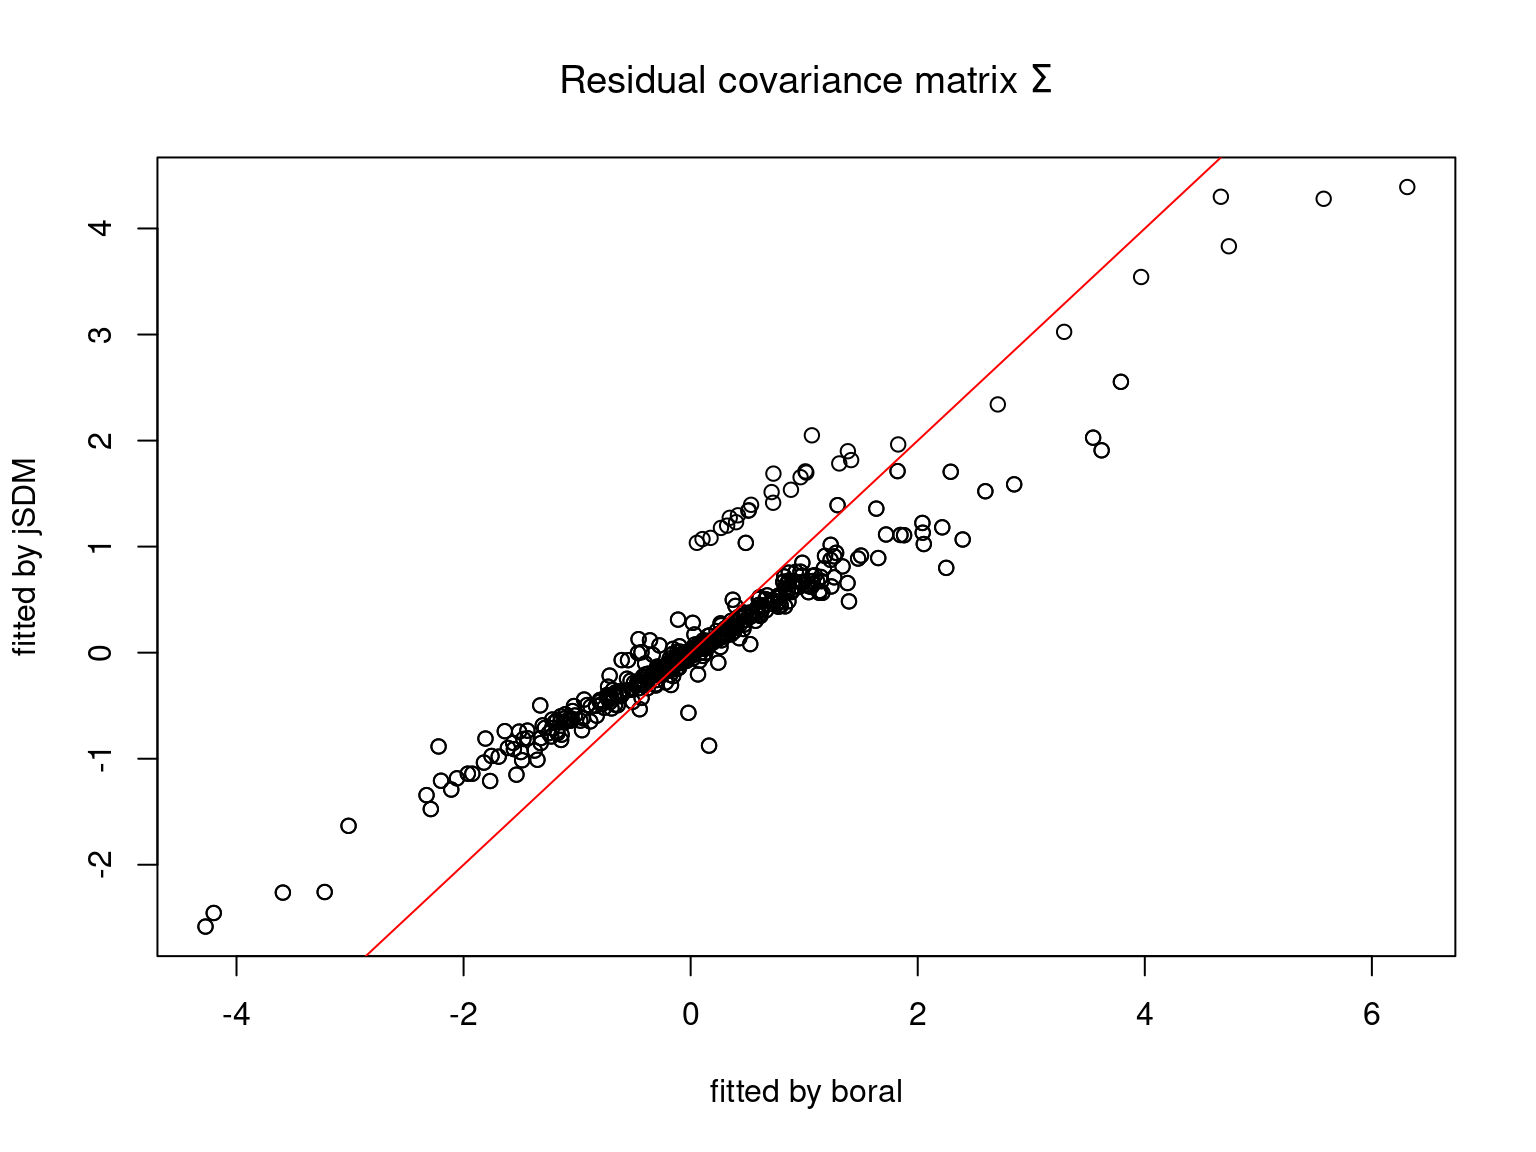 Residual covariance matrix Σ
fitted by jSDM
4
3
2
1
0
-1
-2
-4 -2 0 2 4 6
fitted by boral